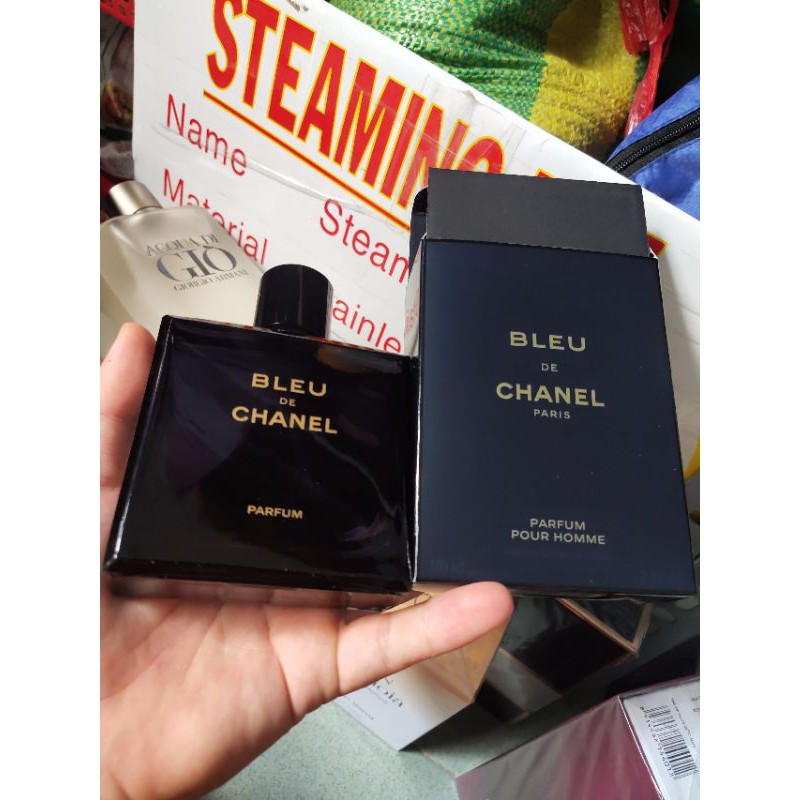 STEAMING
Name
Material
Steam
ainle
ACQUA DI
GIO
GIORGIO ARMANI
BLEU
DE
CHANEL
PARFUM
BLEU
DE
CHANEL
PARIS
PARFUM
POUR HOMME